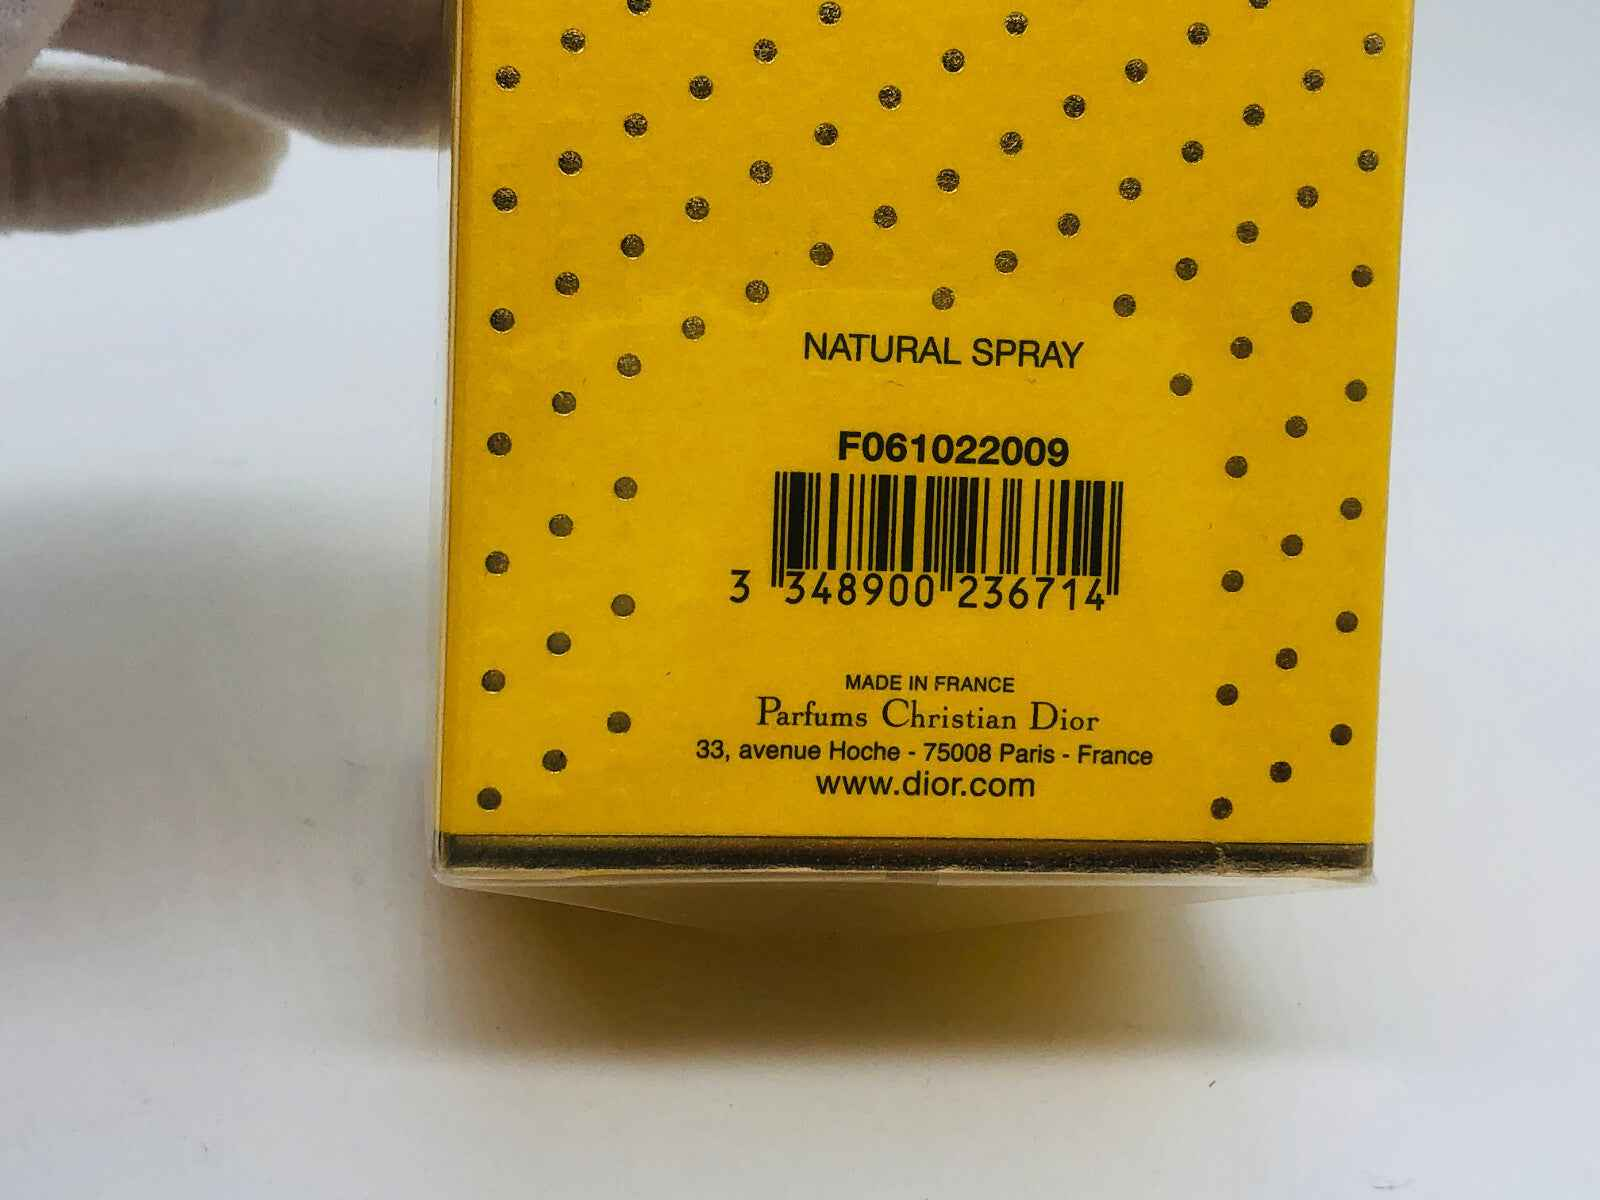 NATURAL SPRAY
F061022009
3 348900 236714
MADE IN FRANCE
Parfums Christian Dior
33, avenue Hoche - 75008 Paris - France
www.dior.com